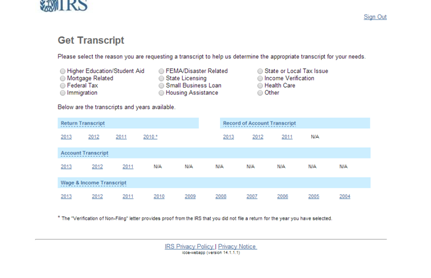 IRS
Sign Out
Get Transcript
Please select the reason you are requesting a transcript to help us determine the appropriate transcript for your needs.
Higher Education/Student Aid FEMA/Disaster Related State or Local Tax Issue
Mortgage Related State Licensing Income Verification
Federal Tax Small Business Loan Health Care
Immigration Housing Assistance Other
Below are the transcripts and years available.
Return Transcript Record of Account Transcript
2013 2012 2011 2010 * 2013 2012 2011 N/A
Account Transcript
2013 2012 2011 N/A N/A N/A N/A N/A N/A N/A
Wage & Income Transcript
2013 2012 2011 2010 2009 2008 2007 2006 2005 2004
* The "Verification of Non-Filing" letter provides proof from the IRS that you did not file a return for the year you have selected.
IRS Privacy Policy | Privacy Notice